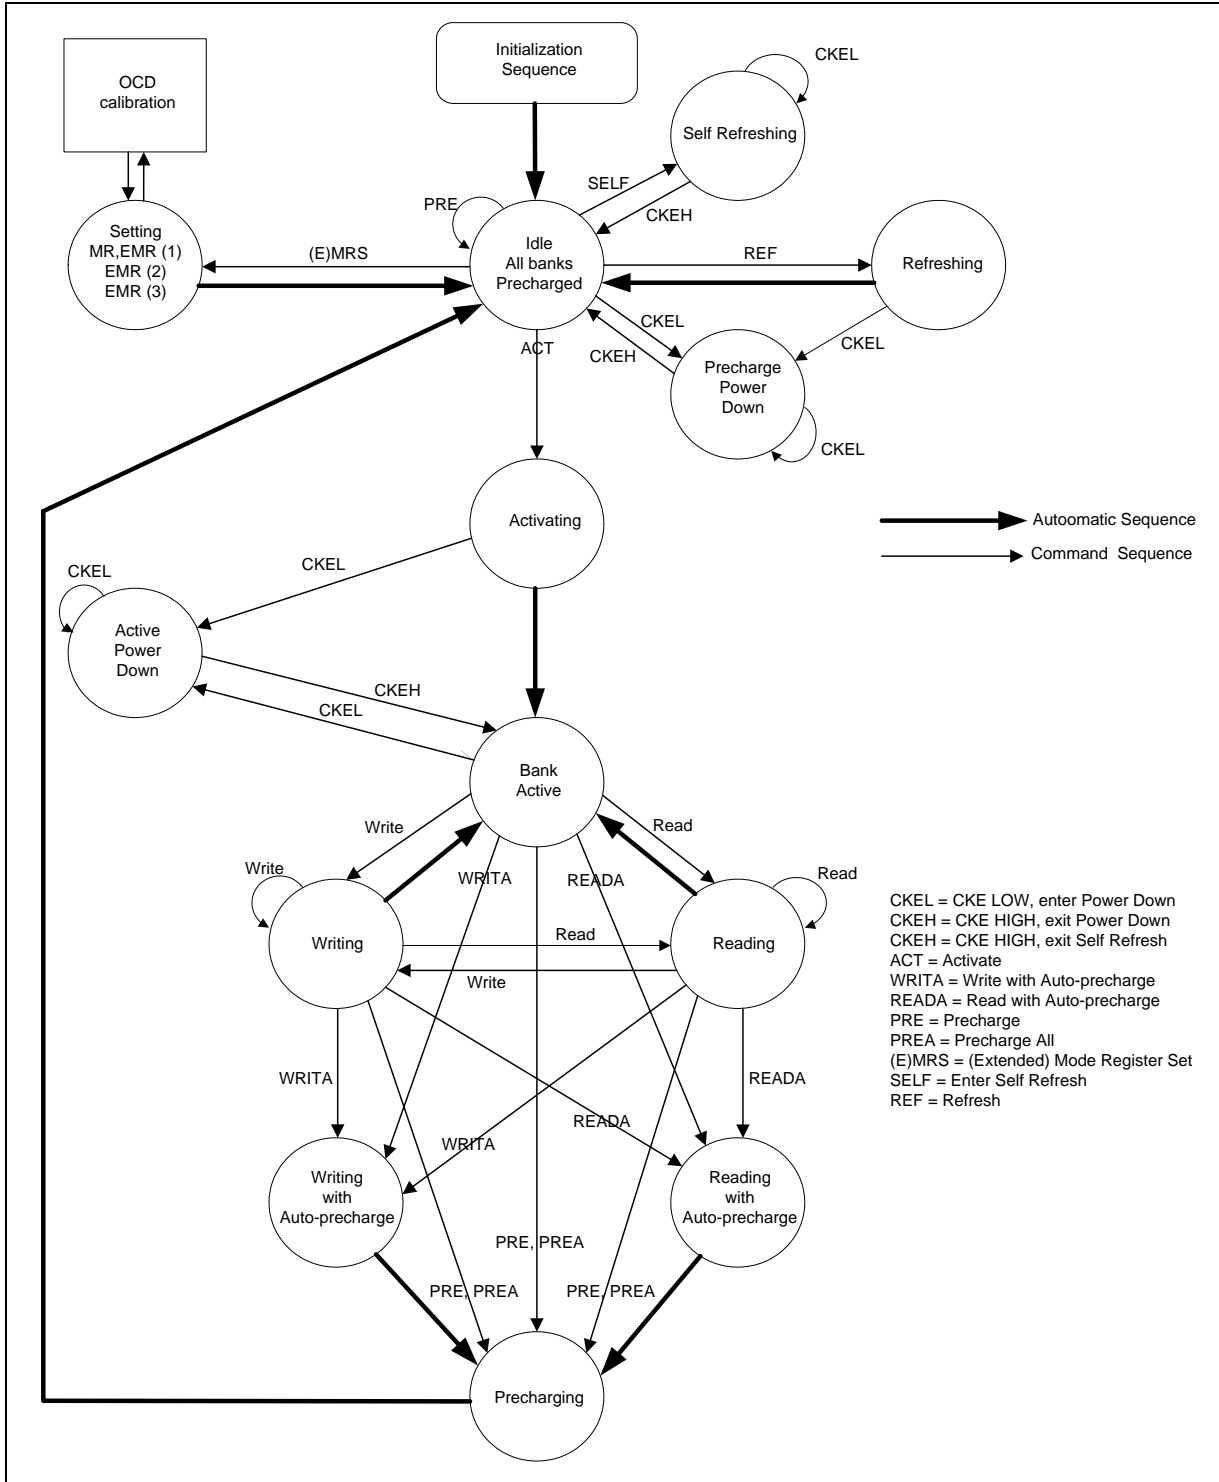 Initialization
Sequence
OCD
calibration
CKEL
Self Refreshing
SELF
CKEH
PRE
Setting
MR,EMR (1)
EMR (2)
EMR (3)
(E)MRS
Idle
All banks
Precharged
REF
Refreshing
CKEL
CKEH
CKEL
ACT
Precharge
Power
Down
CKEL
Activating
Autoomatic Sequence
Command Sequence
CKEL
CKEL
Active
Power
Down
CKEH
CKEL
Bank
Active
Write
Read
Write
WRITA
READA
Read
Writing
Read
Reading
Write
CKEL = CKE LOW, enter Power Down
CKEH = CKE HIGH, exit Power Down
CKEH = CKE HIGH, exit Self Refresh
ACT = Activate
WRITA = Write with Auto-precharge
READA = Read with Auto-precharge
PRE = Precharge
PREA = Precharge All
(E)MRS = (Extended) Mode Register Set
SELF = Enter Self Refresh
REF = Refresh
WRITA
READA
WRITA
READA
Writing
with
Auto-precharge
Reading
with
Auto-precharge
PRE, PREA
PRE, PREA
PRE, PREA
Precharging